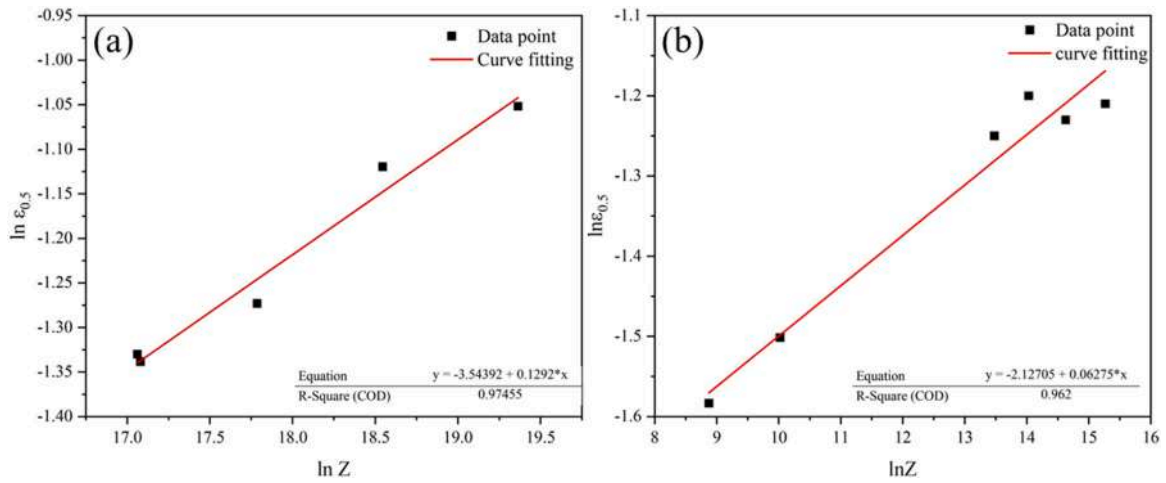 (a)
Data point
Curve fitting
-0.95
-1.00
-1.05
-1.10
-1.15
-1.20
-1.25
-1.30
-1.35
-1.40
ln ε0.5
Equation y = -3.54392 + 0.1292*x
R-Square (COD) 0.97455
17.0 17.5 18.0 18.5 19.0 19.5
ln Z
(b)
Data point
curve fitting
-1.1
-1.2
-1.3
-1.4
-1.5
-1.6
lnε0.5
Equation y = -2.12705 + 0.06275*x
R-Square (COD) 0.962
8 9 10 11 12 13 14 15 16
lnZ